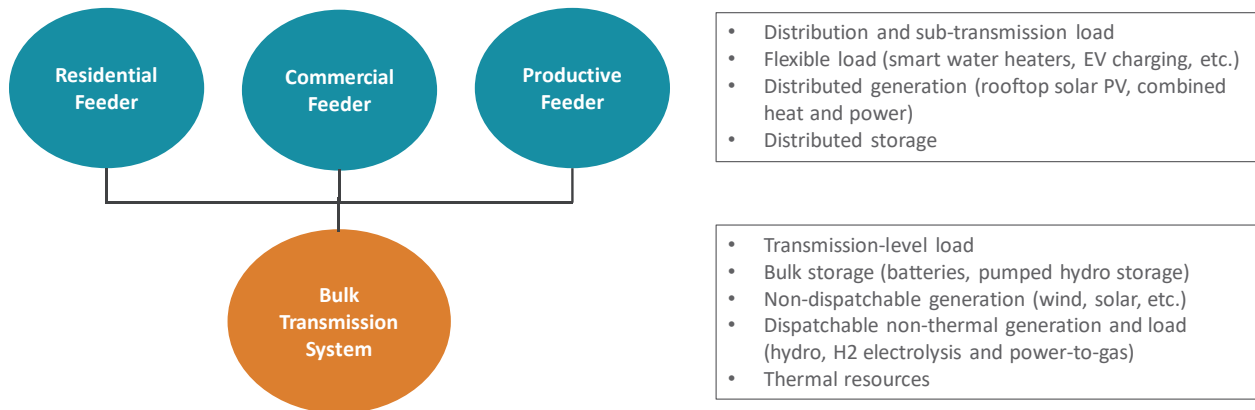 Residential
Feeder
Commercial
Feeder
Productive
Feeder
• Distribution and sub-transmission load
• Flexible load (smart water heaters, EV charging, etc.)
• Distributed generation (rooftop solar PV, combined
heat and power)
• Distributed storage
Bulk
Transmission
System
• Transmission-level load
• Bulk storage (batteries, pumped hydro storage)
• Non-dispatchable generation (wind, solar, etc.)
• Dispatchable non-thermal generation and load
(hydro, H2 electrolysis and power-to-gas)
• Thermal resources